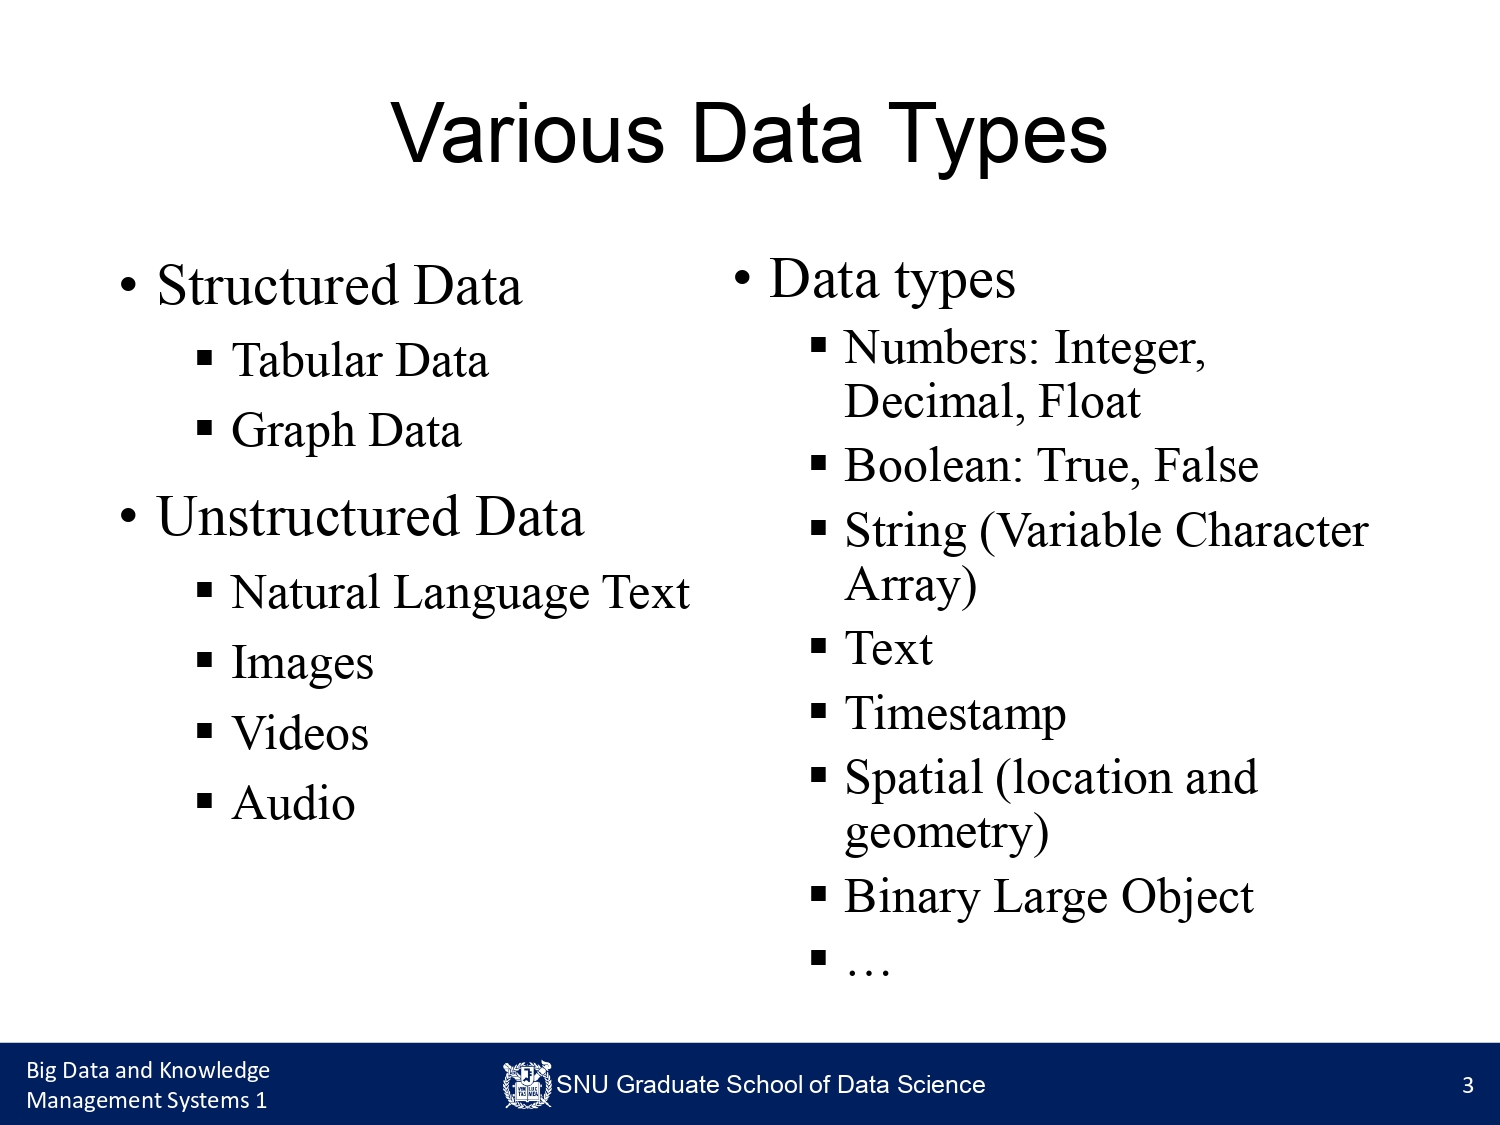 Various Data Types
• Structured Data
▪ Tabular Data
▪ Graph Data
• Unstructured Data
▪ Natural Language Text
▪ Images
▪ Videos
▪ Audio
• Data types
▪ Numbers: Integer,
Decimal, Float
▪ Boolean: True, False
▪ String (Variable Character
Array)
▪ Text
▪ Timestamp
▪ Spatial (location and
geometry)
▪ Binary Large Object
▪ …
Big Data and Knowledge
Management Systems 1
SNU Graduate School of Data Science
3